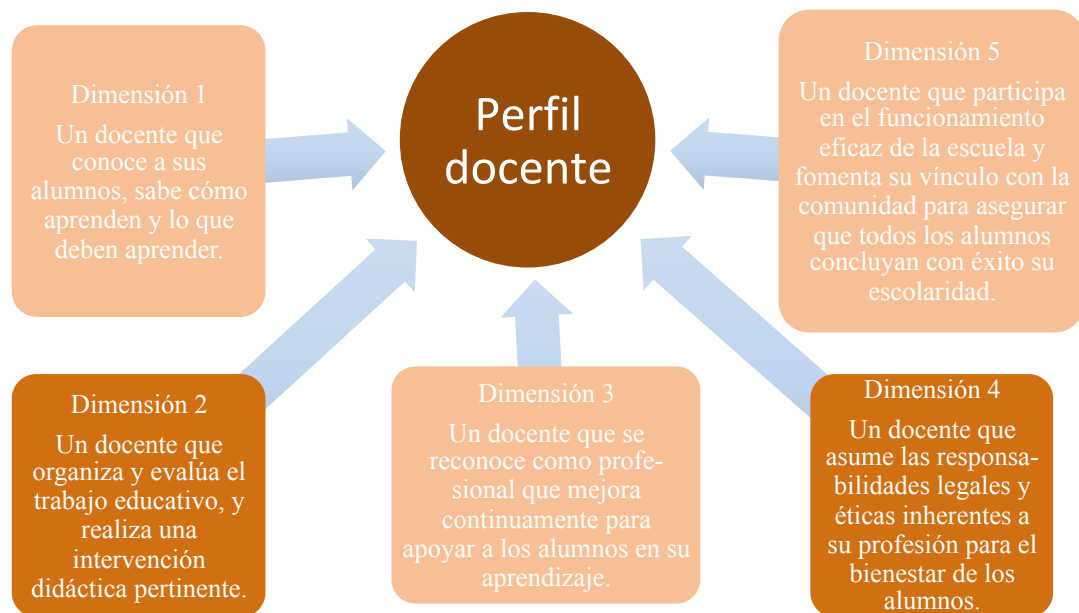 Perfil
docente
Dimensión 1
Un docente que
conoce a sus
alumnos, sabe cómo
aprenden y lo que
deben aprender.
Dimensión 2
Un docente que
organiza y evalúa el
trabajo educativo, y
realiza una
intervención
didáctica pertinente.
Dimensión 3
Un docente que se
reconoce como profe-
sional que mejora
continuamente para
apoyar a los alumnos en su
aprendizaje.
Dimensión 4
Un docente que
asume las responsa-
bilidades legales y
éticas inherentes a
su profesión para el
bienestar de los
alumnos.
Dimensión 5
Un docente que participa
en el funcionamiento
eficaz de la escuela y
fomenta su vínculo con la
comunidad para asegurar
que todos los alumnos
concluyan con éxito su
escolaridad.